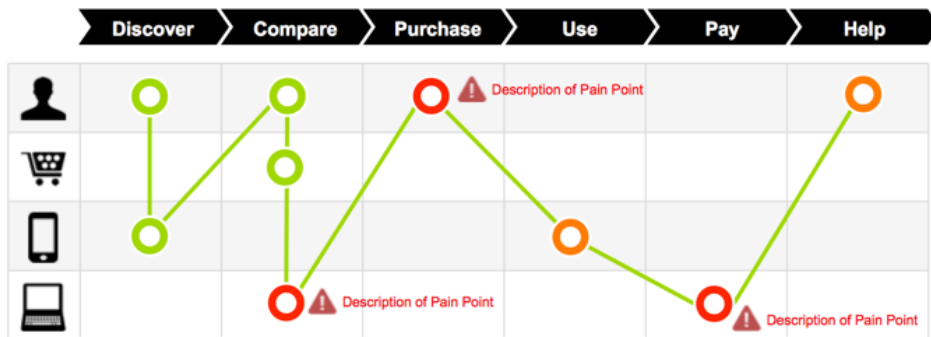 Discover
Compare
Purchase
Use
Pay
Help
Description of Pain Point
Description of Pain Point
Description of Pain Point